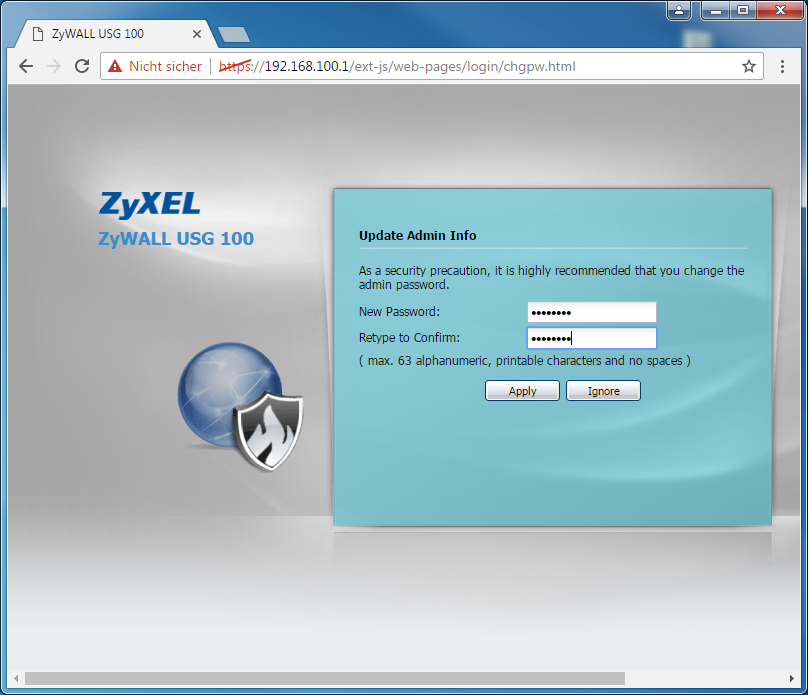 ZyWALL USG 100
Nicht sicher | https://192.168.100.1/ext-js/web-pages/login/chgpw.html
ZyXEL
ZyWALL USG 100
Update Admin Info
As a security precaution, it is highly recommended that you change the
admin password.
New Password: ••••••••
Retype to Confirm: ••••••••
( max. 63 alphanumeric, printable characters and no spaces )
Apply Ignore